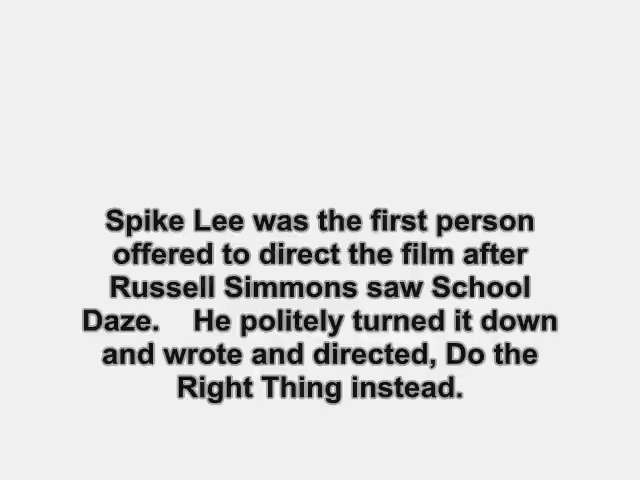 Spike Lee was the first person
offered to direct the film after
Russell Simmons saw School
Daze.    He politely turned it down
and wrote and directed, Do the
Right Thing instead.